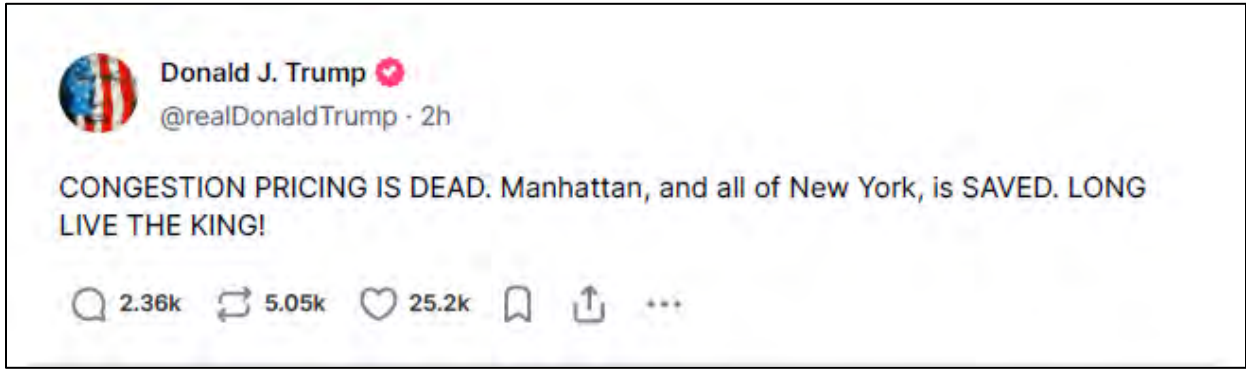 Donald J. Trump
@realDonaldTrump · 2h
CONGESTION PRICING IS DEAD. Manhattan, and all of New York, is SAVED. LONG
LIVE THE KING!
2.36k 5.05k 25.2k